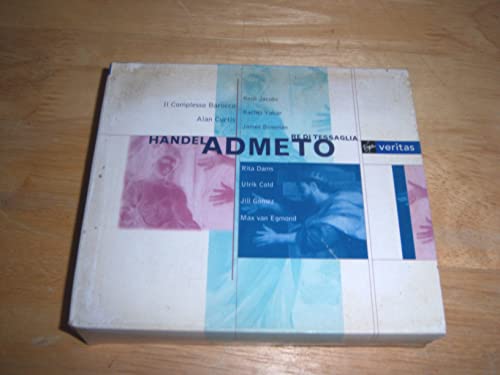 Il Complesso Barocco
Alan Curtis
René Jacobs
Rachel Yakar
James Bowman
HANDEL ADMETO RE DI TESSAGLIA
Virgin veritas
Rita Dams
Ulrik Cold
Jill Gomez
Max van Egmond